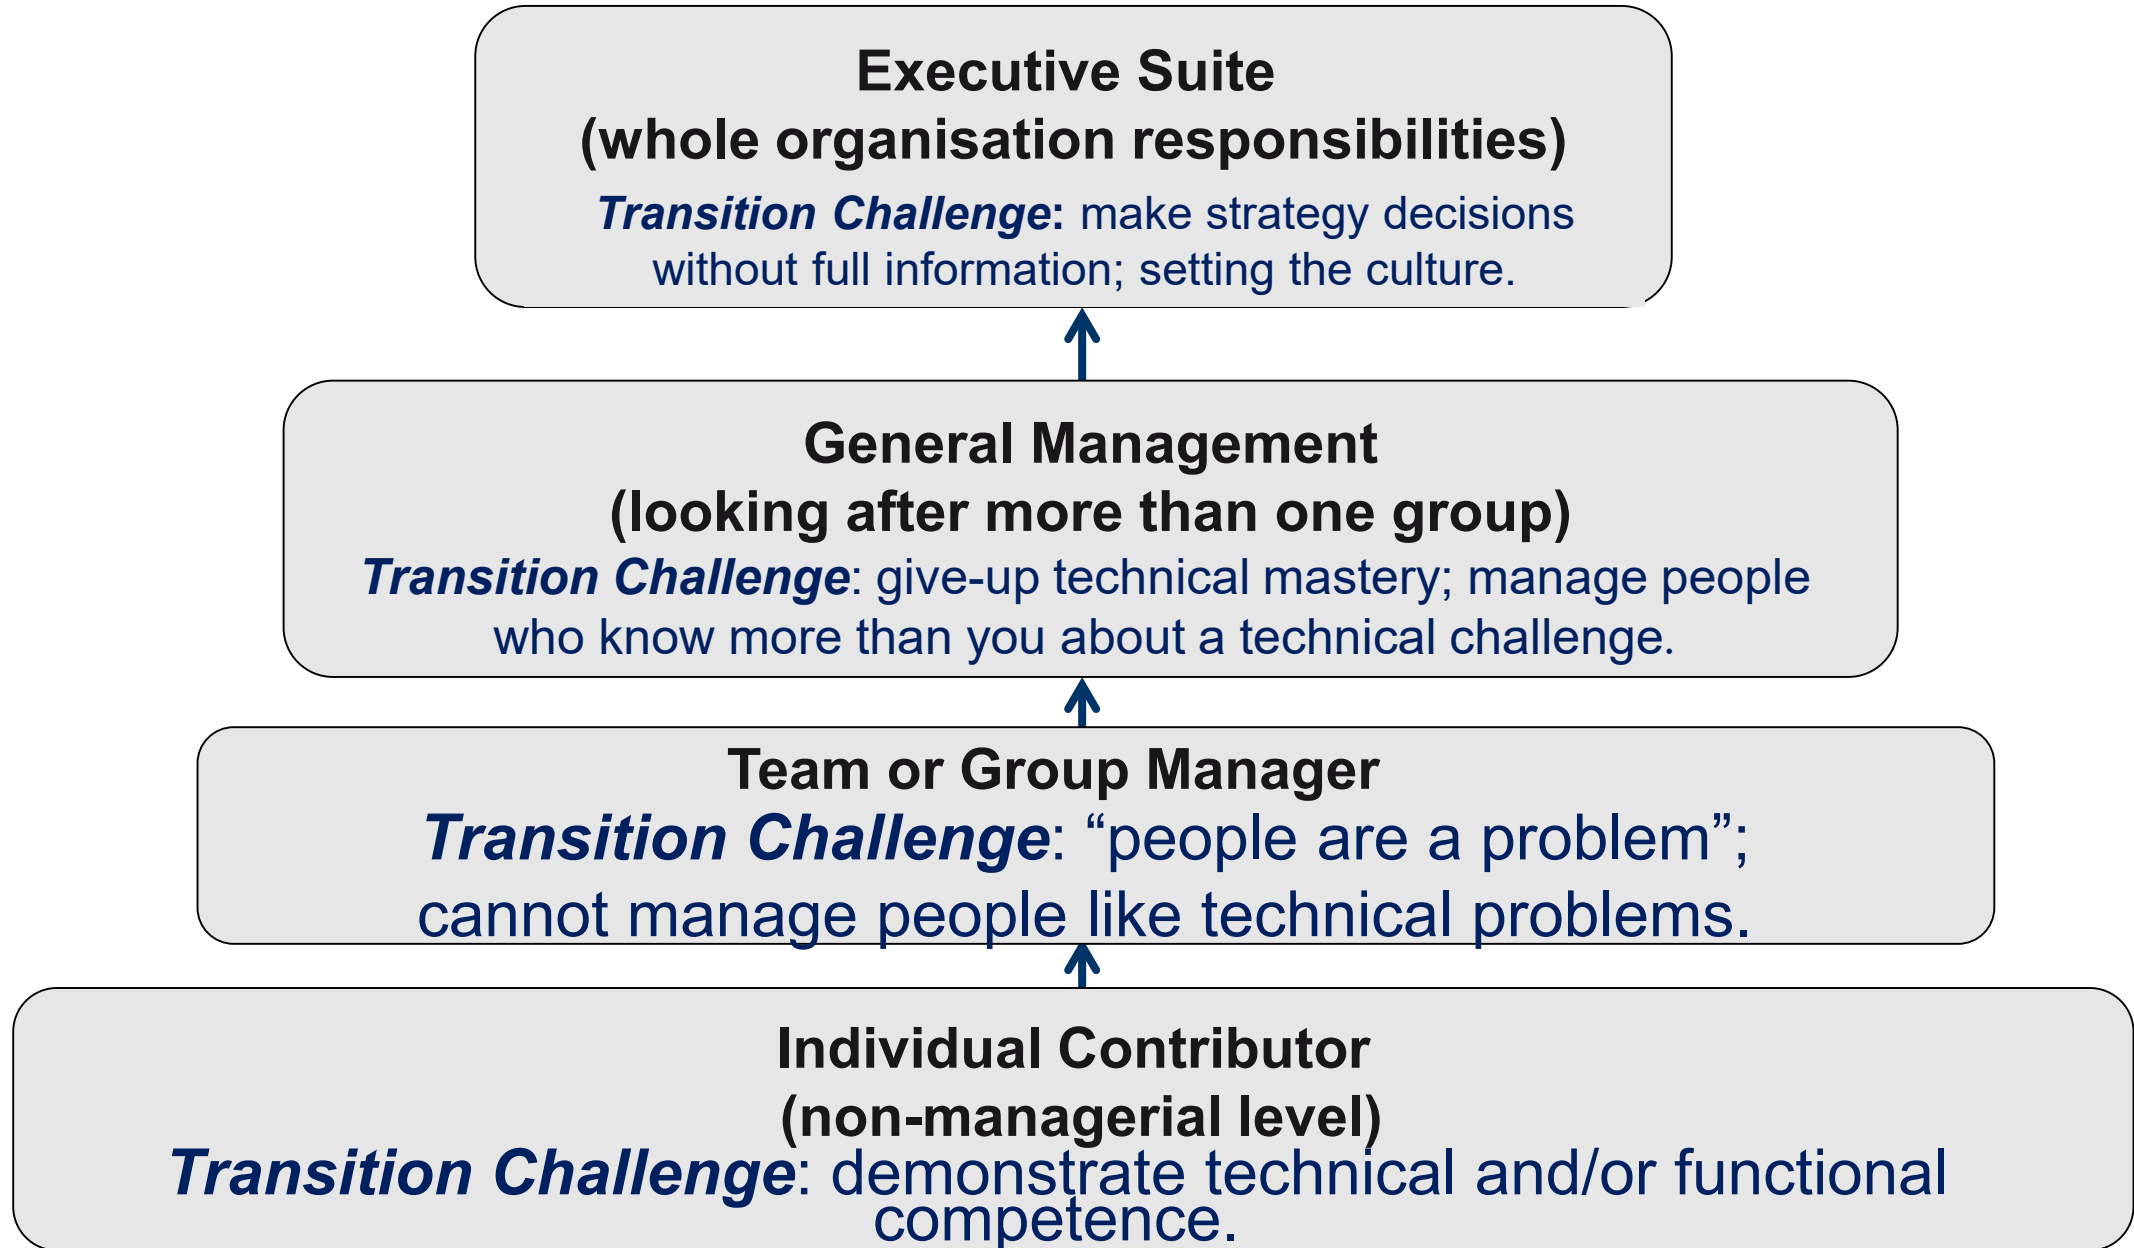 Executive Suite
(whole organisation responsibilities)
Transition Challenge: make strategy decisions
without full information; setting the culture.
General Management
(looking after more than one group)
Transition Challenge: give-up technical mastery; manage people
who know more than you about a technical challenge.
Team or Group Manager
Transition Challenge: “people are a problem”;
cannot manage people like technical problems.
Individual Contributor
(non-managerial level)
Transition Challenge: demonstrate technical and/or functional
competence.